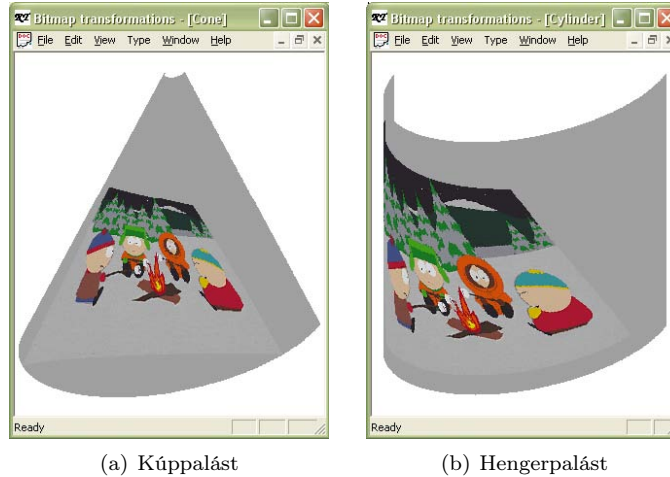 Bitmap transformations - [Cone]
File Edit View Type Window Help
Ready
(a) Kúppalást
Bitmap transformations - [Cylinder]
File Edit View Type Window Help
Ready
(b) Hengerpalást